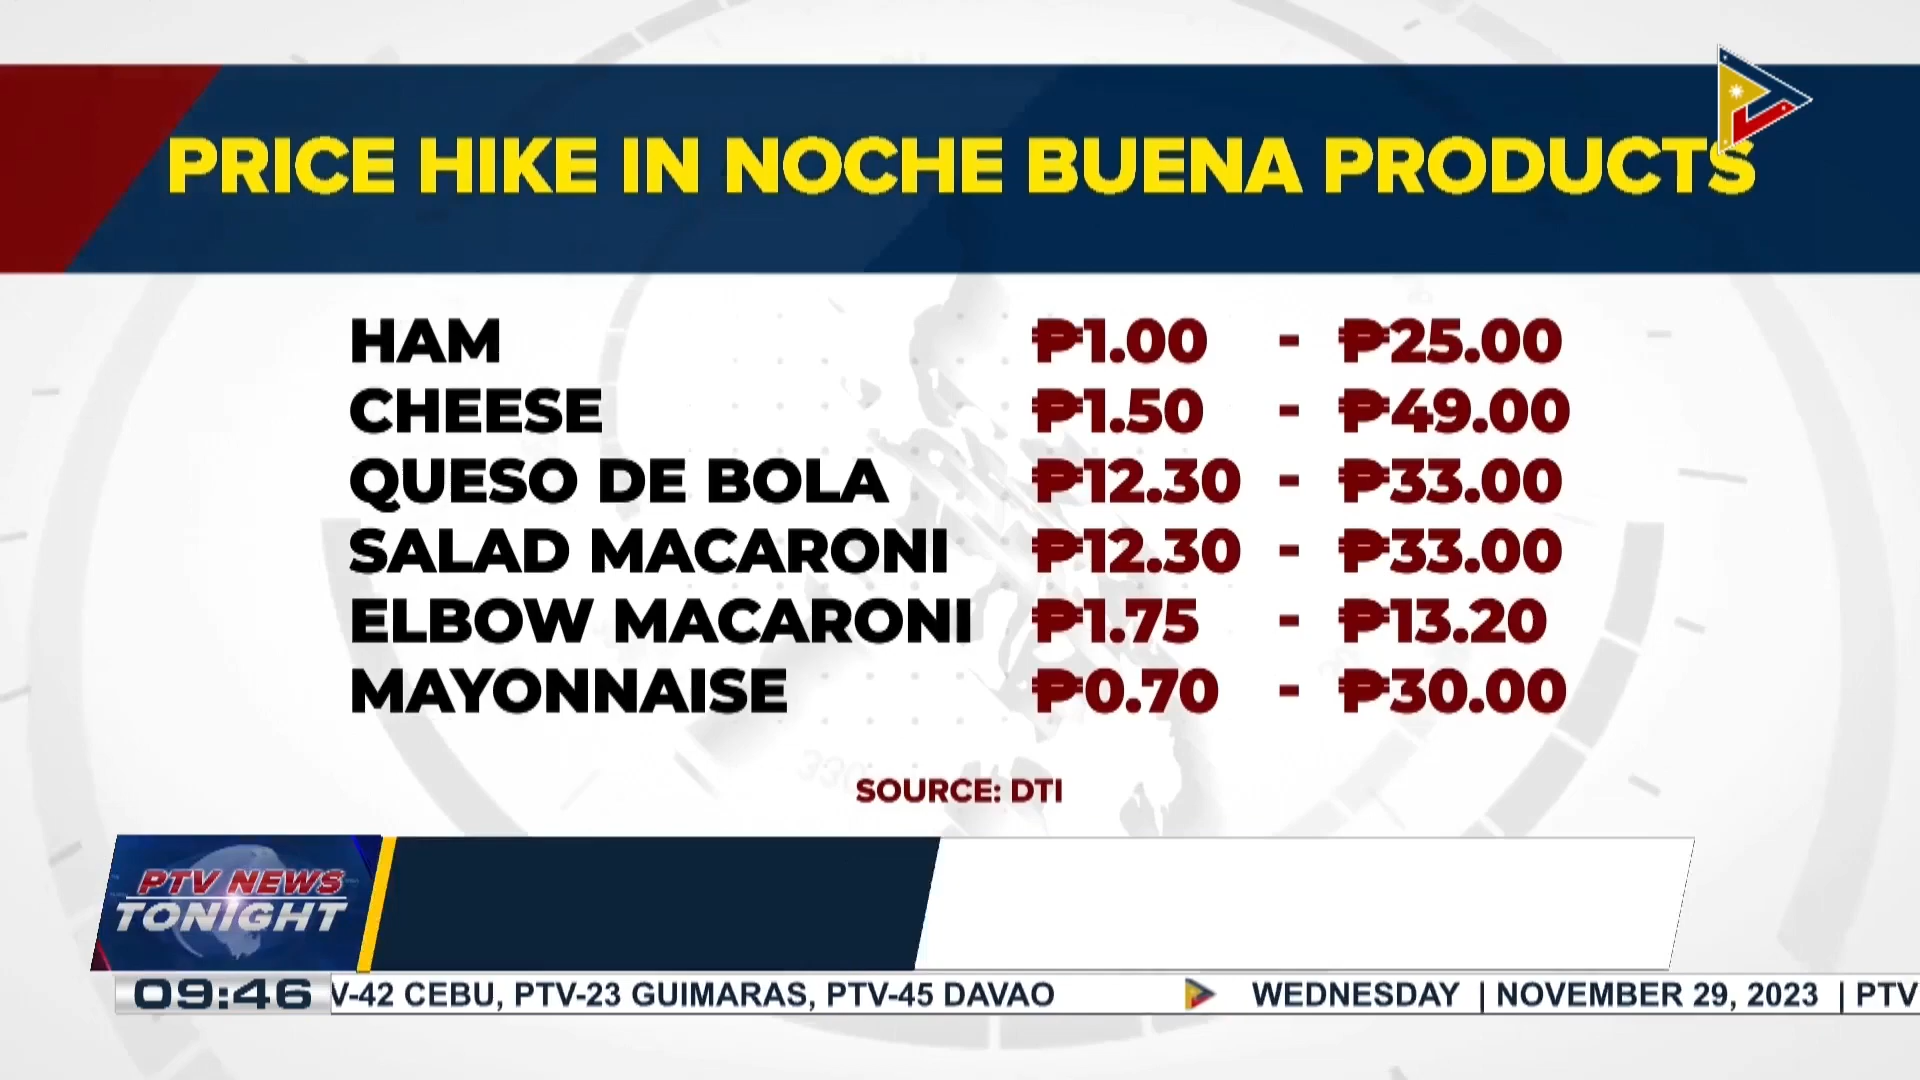 PRICE HIKE IN NOCHE BUENA PRODUCTS
HAM ₱1.00 - ₱25.00
CHEESE ₱1.50 - ₱49.00
QUESO DE BOLA ₱12.30 - ₱33.00
SALAD MACARONI ₱12.30 - ₱33.00
ELBOW MACARONI ₱1.75 - ₱13.20
MAYONNAISE ₱0.70 - ₱30.00
SOURCE: DTI
PTV NEWS
TONIGHT
09:46 V-42 CEBU, PTV-23 GUIMARAS, PTV-45 DAVAO WEDNESDAY | NOVEMBER 29, 2023 | PTV